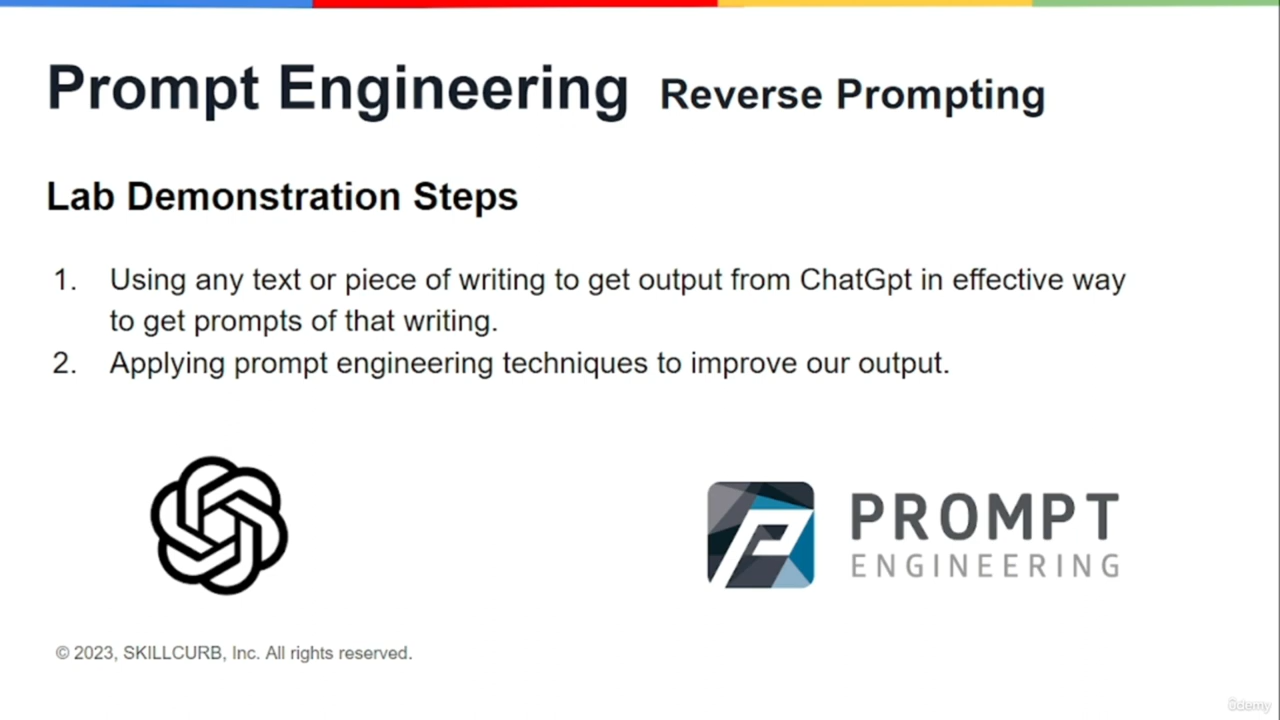 Prompt Engineering Reverse Prompting
Lab Demonstration Steps
1. Using any text or piece of writing to get output from ChatGpt in effective way
to get prompts of that writing.
2. Applying prompt engineering techniques to improve our output.
PROMPT
ENGINEERING
© 2023, SKILLCURB, Inc. All rights reserved.
ûdemy